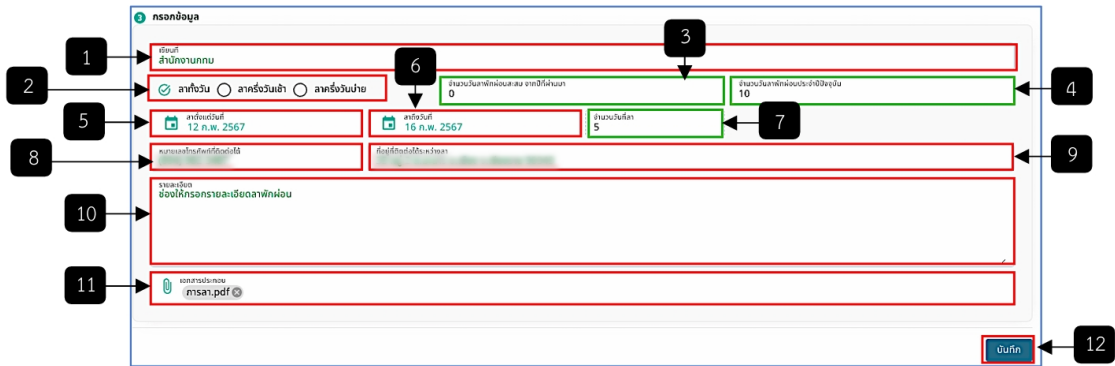 3 กรอกข้อมูล
1
เขียนที่
สำนักงานกทม
2
ลาทั้งวัน ลาครึ่งวันเช้า ลาครึ่งวันบ่าย
6
3
จำนวนวันลาพักผ่อนสะสม จากปีที่ผ่านมา
0
จำนวนวันลาพักผ่อนประจำปีปัจจุบัน
10
4
5
ลาตั้งแต่วันที่
12 ก.พ. 2567
ลาถึงวันที่
16 ก.พ. 2567
จำนวนวันที่ลา
5
7
8
หมายเลขโทรศัพท์ที่ติดต่อได้
ที่อยู่ที่ติดต่อได้ระหว่างลา
9
10
รายละเอียด
ช่องให้กรอกรายละเอียดลาพักผ่อน
11
เอกสารประกอบ
การลา.pdf
บันทึก
12